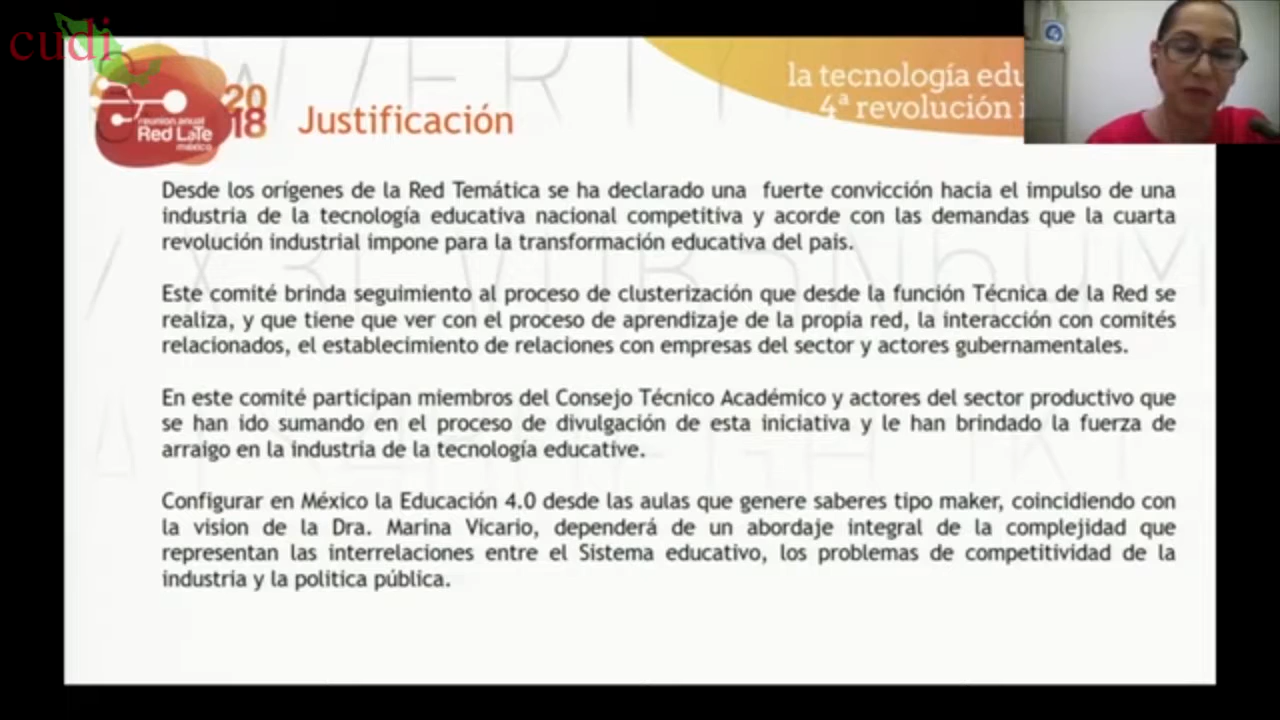 cudi
reunión anual
Red LaTe
méxico
20
18
Justificación
la tecnología edu
4ª revolución i
Desde los orígenes de la Red Temática se ha declarado una fuerte convicción hacia el impulso de una
industria de la tecnología educativa nacional competitiva y acorde con las demandas que la cuarta
revolución industrial impone para la transformación educativa del pais.
Este comité brinda seguimiento al proceso de clusterización que desde la función Técnica de la Red se
realiza, y que tiene que ver con el proceso de aprendizaje de la propia red, la interacción con comités
relacionados, el establecimiento de relaciones con empresas del sector y actores gubernamentales.
En este comité participan miembros del Consejo Técnico Académico y actores del sector productivo que
se han ido sumando en el proceso de divulgación de esta iniciativa y le han brindado la fuerza de
arraigo en la industria de la tecnología educative.
Configurar en México la Educación 4.0 desde las aulas que genere saberes tipo maker, coincidiendo con
la vision de la Dra. Marina Vicario, dependerá de un abordaje integral de la complejidad que
representan las interrelaciones entre el Sistema educativo, los problemas de competitividad de la
industria y la política pública.